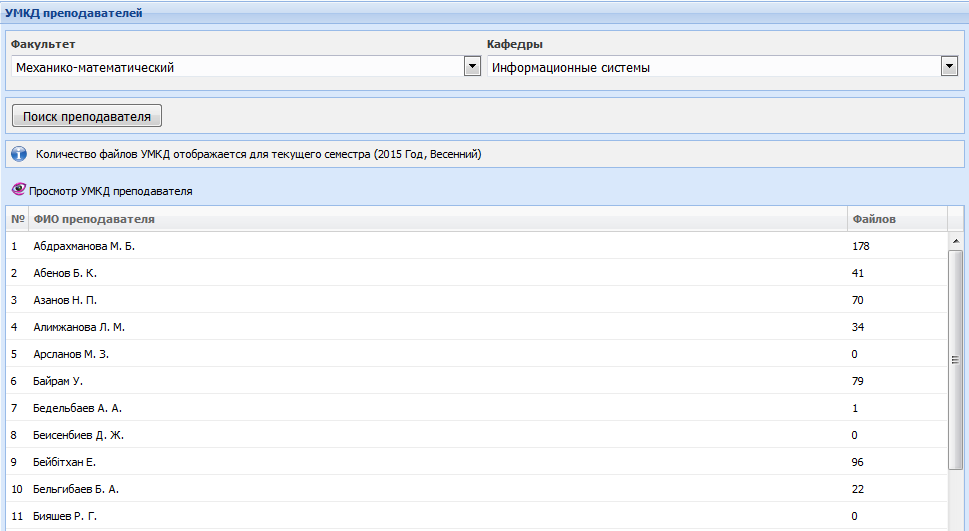 УМКД преподавателей
Факультет Кафедры
Механико-математический Информационные системы
Поиск преподавателя
Количество файлов УМКД отображается для текущего семестра (2015 Год, Весенний)
Просмотр УМКД преподавателя
№ ФИО преподавателя Файлов
1 Абдрахманова М. Б. 178
2 Абенов Б. К. 41
3 Азанов Н. П. 70
4 Алимжанова Л. М. 34
5 Арсланов М. З. 0
6 Байрам У. 79
7 Бедельбаев А. А. 1
8 Беисенбиев Д. Ж. 0
9 Бейбітхан Е. 96
10 Бельгибаев Б. А. 22
11 Бияшев Р. Г. 0